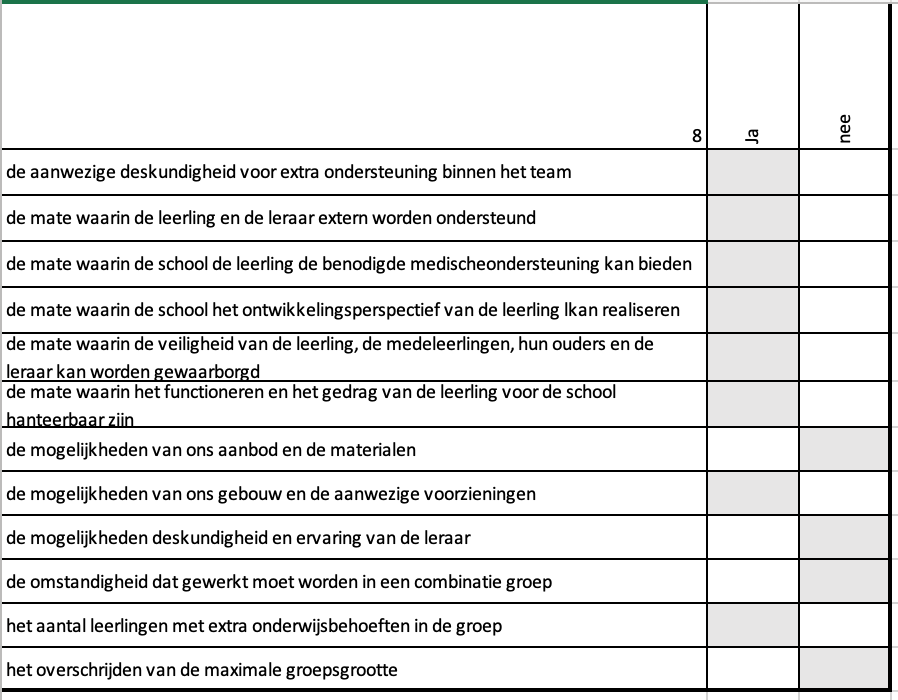 8 Ja nee
de aanwezige deskundigheid voor extra ondersteuning binnen het team
de mate waarin de leerling en de leraar extern worden ondersteund
de mate waarin de school de leerling de benodigde medischeondersteuning kan bieden
de mate waarin de school het ontwikkelingsperspectief van de leerling lkan realiseren
de mate waarin de veiligheid van de leerling, de medeleerlingen, hun ouders en de
leraar kan worden gewaarborgd
de mate waarin het functioneren en het gedrag van de leerling voor de school
hanteerbaar zijn
de mogelijkheden van ons aanbod en de materialen
de mogelijkheden van ons gebouw en de aanwezige voorzieningen
de mogelijkheden deskundigheid en ervaring van de leraar
de omstandigheid dat gewerkt moet worden in een combinatie groep
het aantal leerlingen met extra onderwijsbehoeften in de groep
het overschrijden van de maximale groepsgrootte